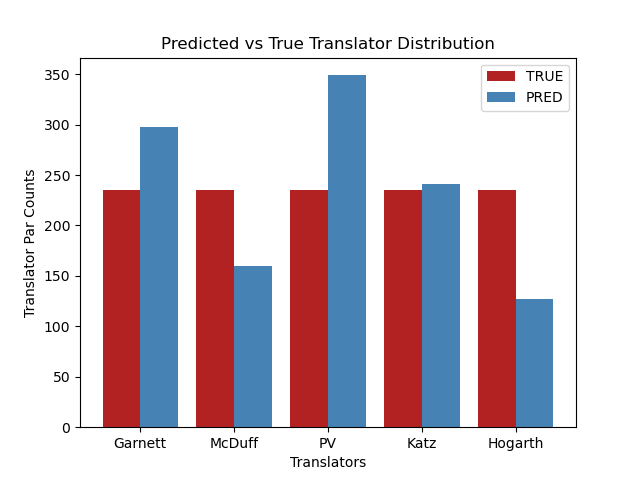 Predicted vs True Translator Distribution
TRUE
PRED
Translator Par Counts
350
300
250
200
150
100
50
0
Garnett McDuff PV Katz Hogarth
Translators